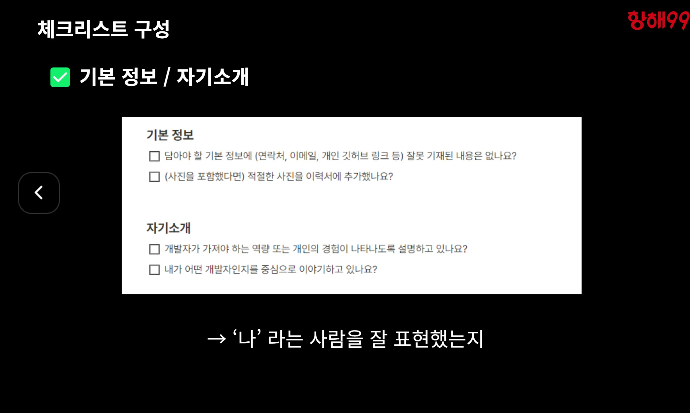 체크리스트 구성
항해99
✅ 기본 정보 / 자기소개
기본 정보
담아야 할 기본 정보에 (연락처, 이메일, 개인 깃허브 링크 등) 잘못 기재된 내용은 없나요?
(사진을 포함했다면) 적절한 사진을 이력서에 추가했나요?
자기소개
개발자가 가져야 하는 역량 또는 개인의 경험이 나타나도록 설명하고 있나요?
내가 어떤 개발자인지를 중심으로 이야기하고 있나요?
→ ‘나’ 라는 사람을 잘 표현했는지